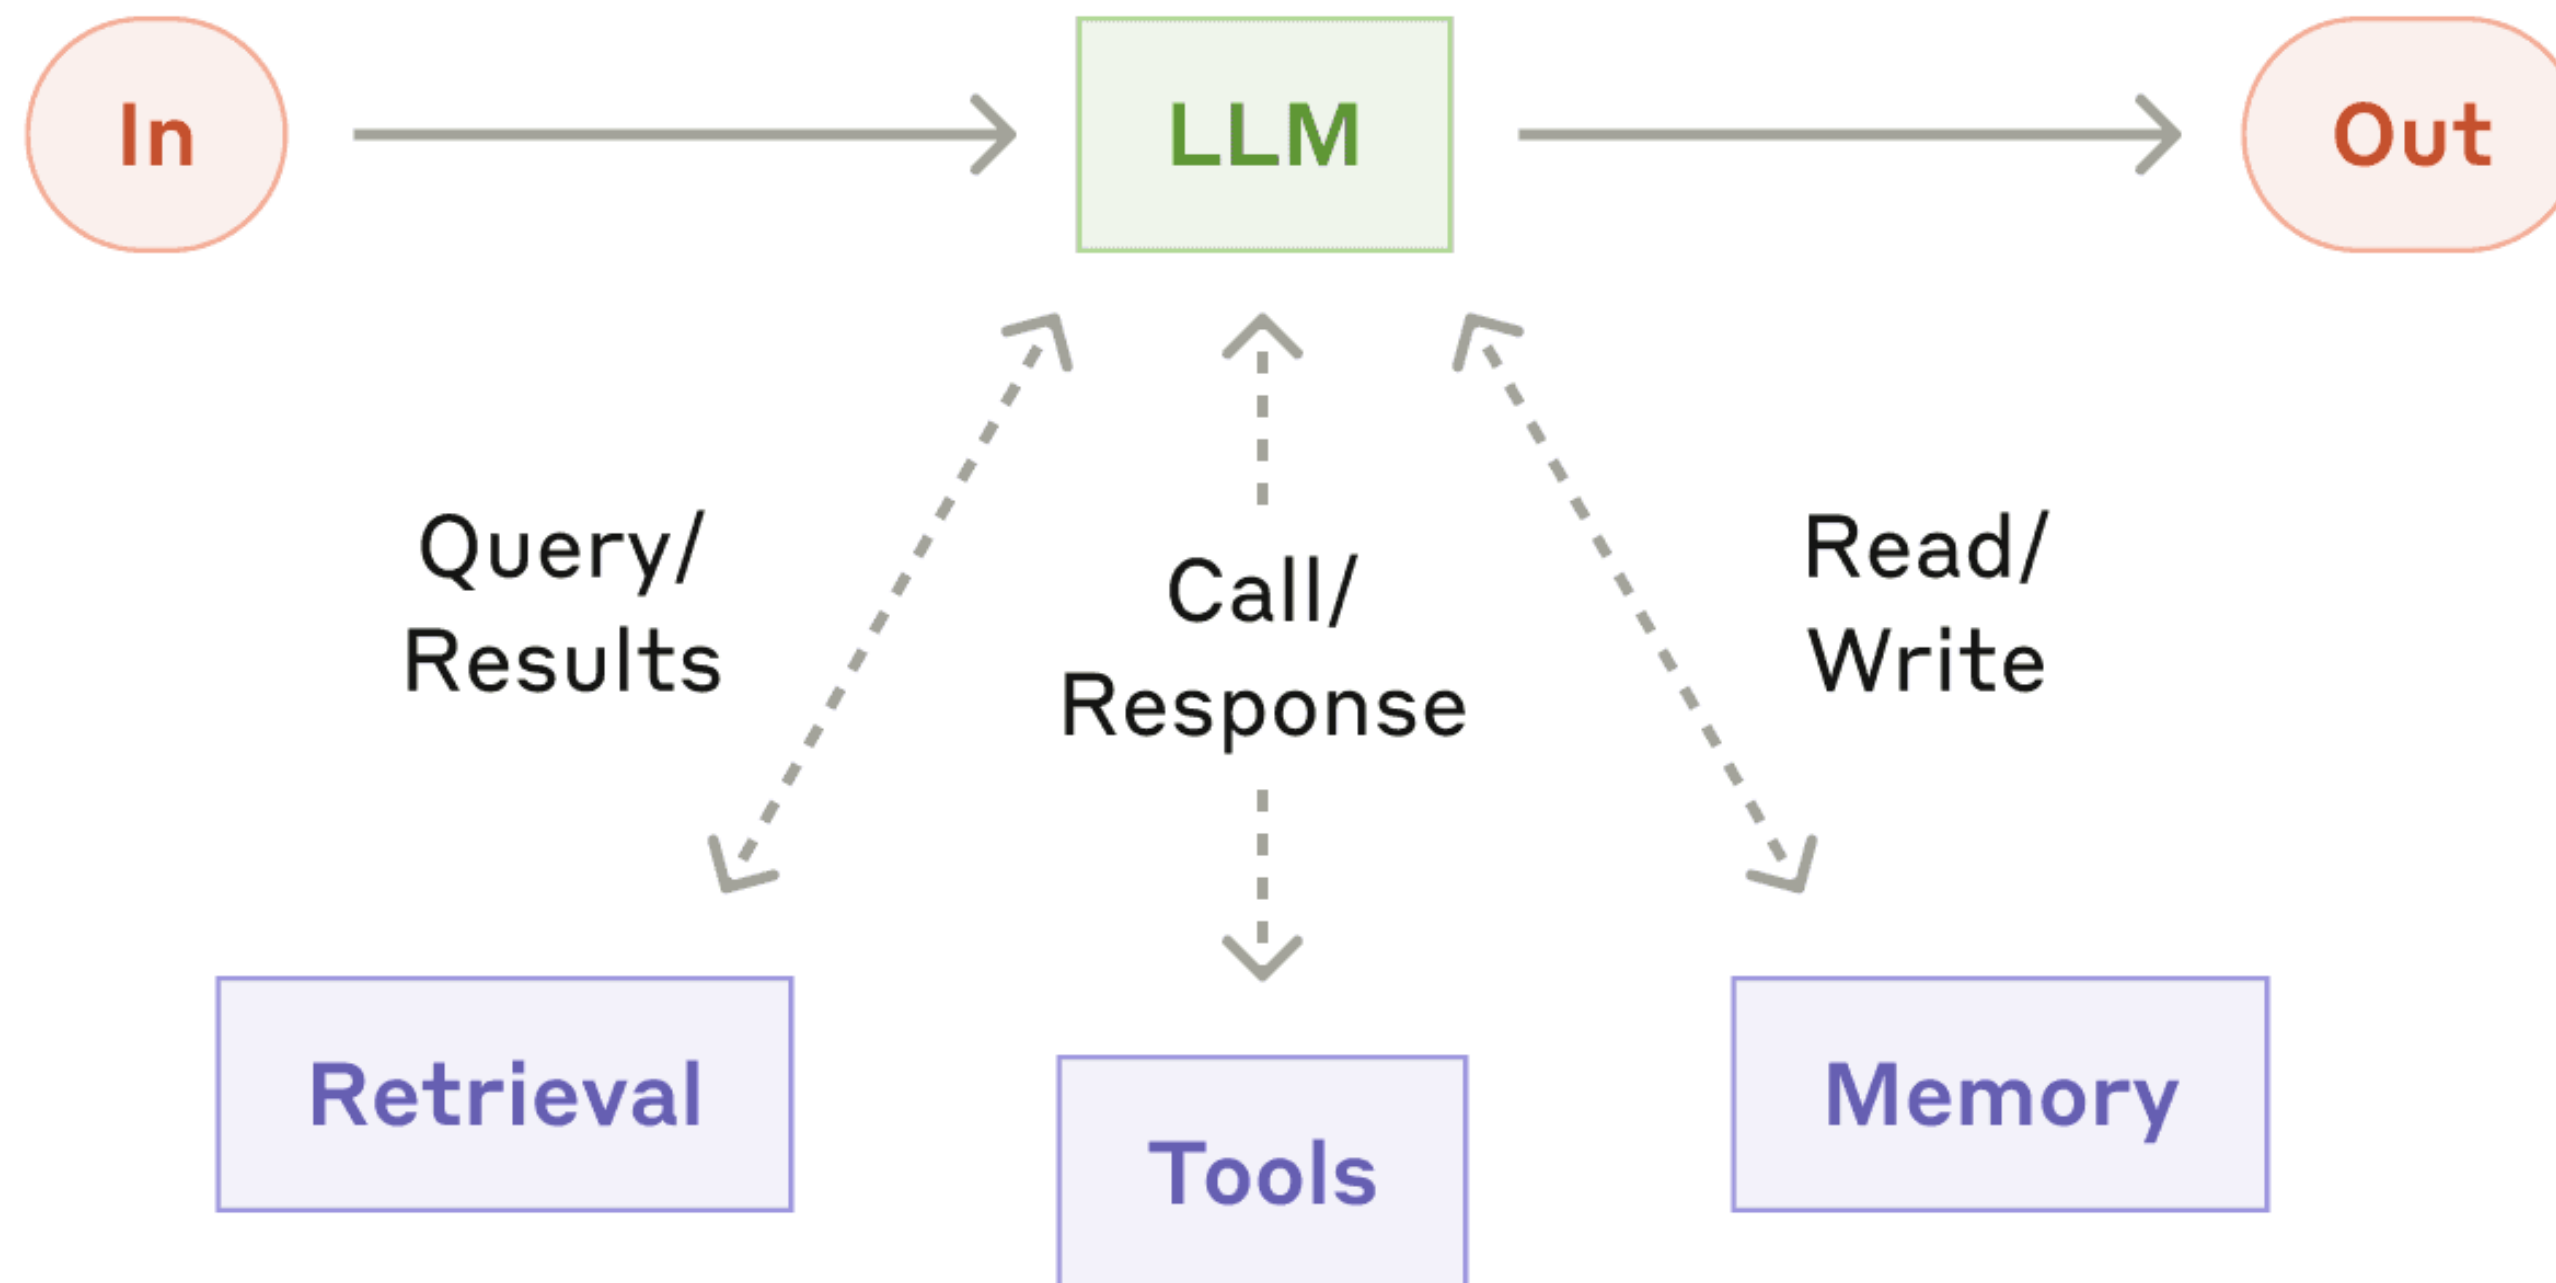 In
LLM
Out
Query/
Results
Call/
Response
Read/
Write
Retrieval
Tools
Memory